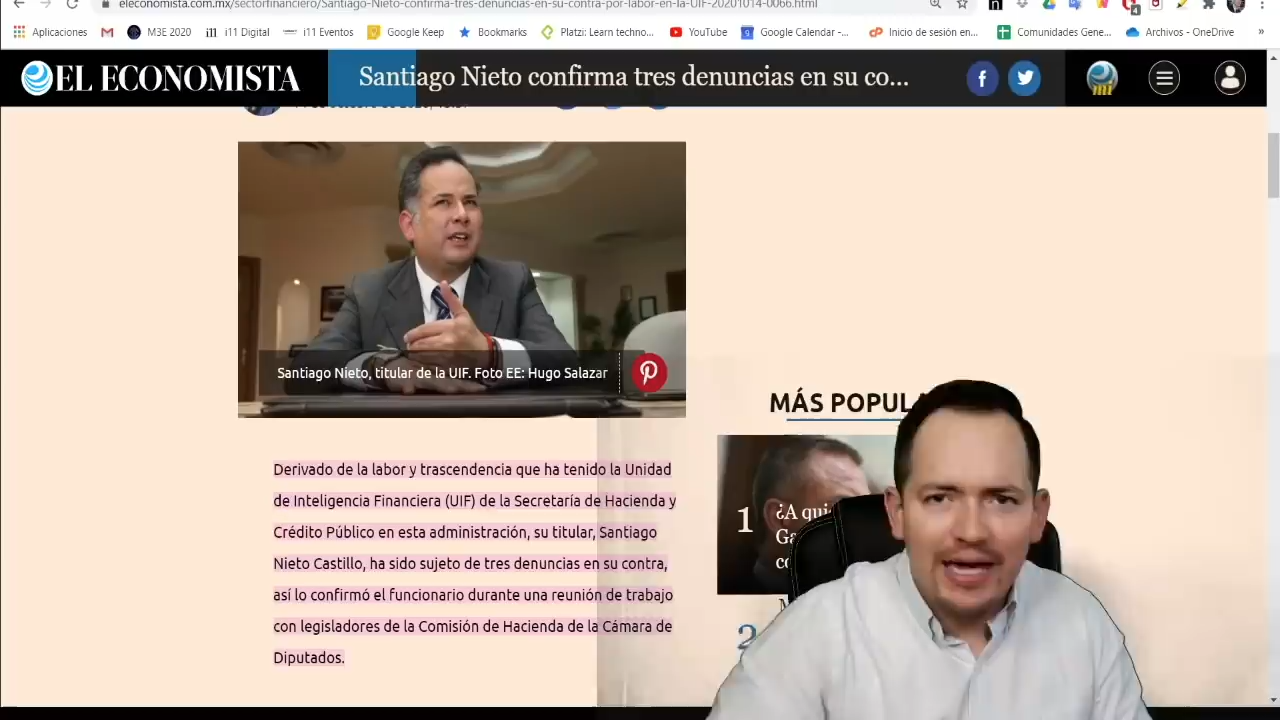 eleconomista.com.mx/sectorfinanciero/Santiago-Nieto-confirma-tres-denuncias-en-su-contra-por-labor-en-la-UIF-20201014-0066.html
Aplicaciones M3E 2020 i11 Digital i11 Eventos Google Keep Bookmarks Platzi: Learn techno... YouTube Google Calendar -... Inicio de sesión en... Comunidades Gene... Archivos - OneDrive »
EL ECONOMISTA
Santiago Nieto confirma tres denuncias en su co...
Santiago Nieto, titular de la UIF. Foto EE: Hugo Salazar
Derivado de la labor y trascendencia que ha tenido la Unidad
de Inteligencia Financiera (UIF) de la Secretaría de Hacienda y
Crédito Público en esta administración, su titular, Santiago
Nieto Castillo, ha sido sujeto de tres denuncias en su contra,
así lo confirmó el funcionario durante una reunión de trabajo
con legisladores de la Comisión de Hacienda de la Cámara de
Diputados.
MÁS
1
¿A
2